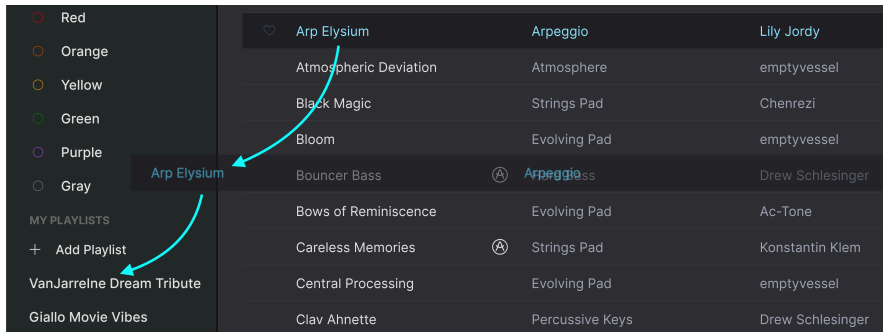 Red
Orange
Yellow
Green
Purple
Gray
MY PLAYLISTS
+ Add Playlist
VanJarrelne Dream Tribute
Giallo Movie Vibes
Arp Elysium Arpeggio Lily Jordy
Atmospheric Deviation Atmosphere emptyvessel
Black Magic Strings Pad Chenrezi
Bloom Evolving Pad emptyvessel
Arp Elysium Arpeggio
Bouncer Bass Bass Drew Schlesinger
Bows of Reminiscence Evolving Pad Ac-Tone
Careless Memories Strings Pad Konstantin Klem
Central Processing Evolving Pad emptyvessel
Clav Ahnette Percussive Keys Drew Schlesinger